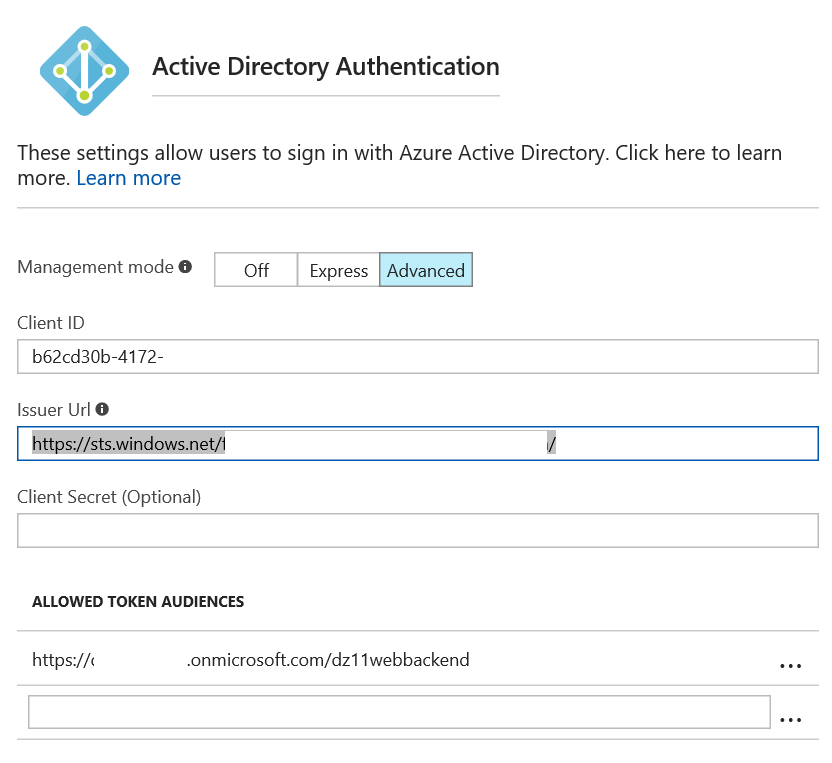 Active Directory Authentication
These settings allow users to sign in with Azure Active Directory. Click here to learn
more. Learn more
Management mode Off Express Advanced
Client ID
b62cd30b-4172-
Issuer Url
https://sts.windows.net/ /
Client Secret (Optional)
ALLOWED TOKEN AUDIENCES
https:// .onmicrosoft.com/dz11webbackend ...
...